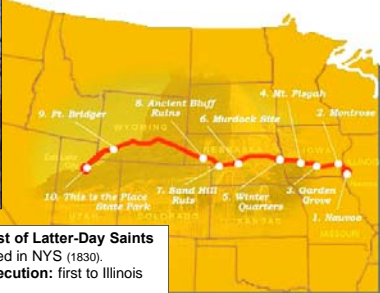 8. Ancient Bluff
Ruins
4. Mt. Pisgah
9. Ft. Bridger
6. Murdock Site
2. Montrose
WYOMING
IOWA
NEBRASKA
ILLINOIS
10. This is the Place
State Park
7. Sand Hill
Ruts
5. Winter
Quarters
3. Garden
Grove
1. Nauvoo
UTAH
COLORADO
KANSAS
MISSOURI
st of Latter-Day Saints
ed in NYS (1830).
ecution: first to Illinois